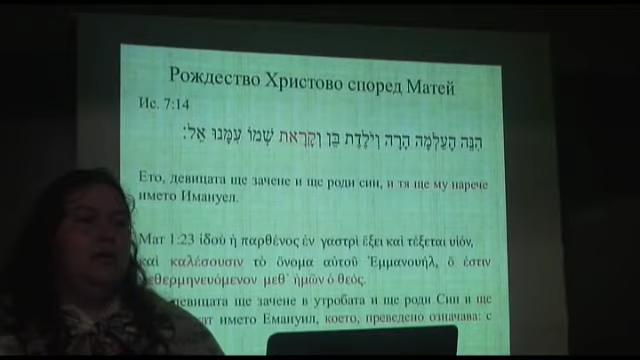 Рождество Христово според Матей
Ис. 7:14
הִנֵּה הָעַלְמָה הָרָה וְיֹלֶדֶת בֵּן וְקָרָאת שְׁמוֹ עִמָּנוּ אֵל׃
Ето, девицата ще зачене и ще роди син, и тя ще му нарече
името Имануел.
Мат 1:23 ἰδοὺ ἡ παρθένος ἐν γαστρὶ ἕξει καὶ τέξεται υἱόν,
καὶ καλέσουσιν τὸ ὄνομα αὐτοῦ Ἐμμανουήλ, ὅ ἐστιν
μεθερμηνευόμενον μεθ᾽ ἡμῶν ὁ θεός.
девицата ще зачене в утробата и ще роди Син и ще
името Емануил, което, преведено означава: с